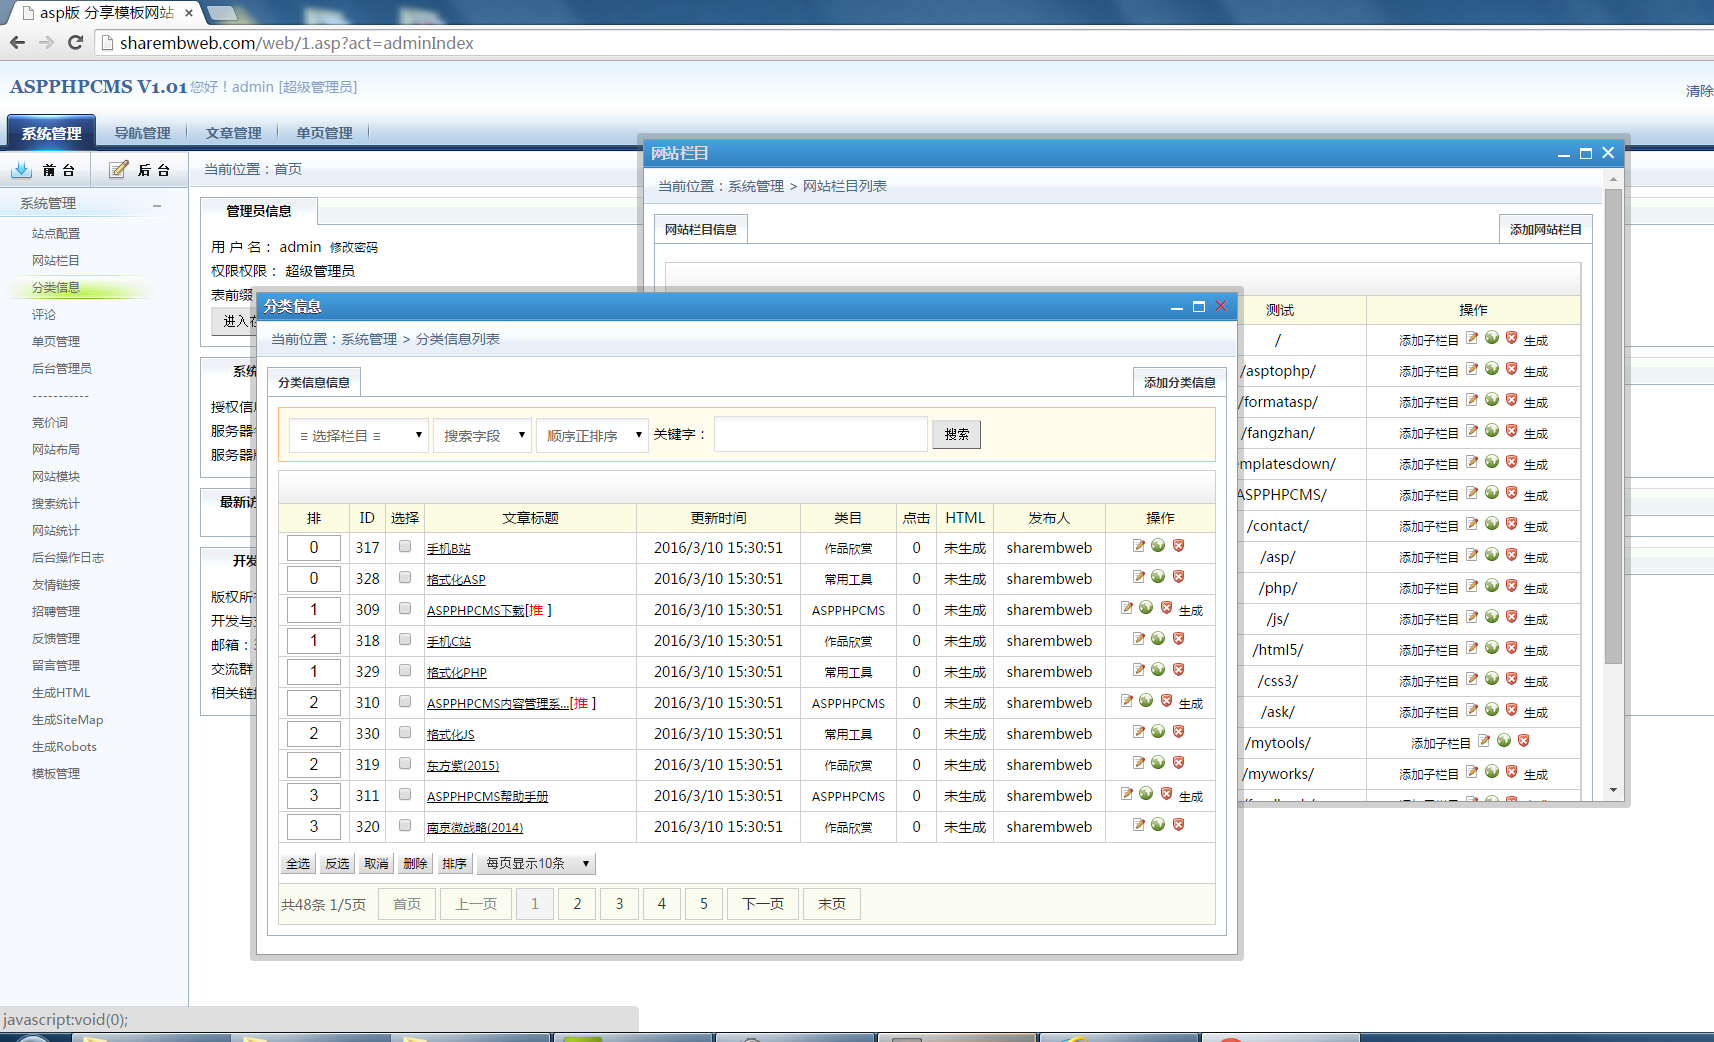 asp版 分享模板网站
sharembweb.com/web/1.asp?act=adminIndex
ASPPHPCMS V1.01 您好！admin [超级管理员]
清除
系统管理 导航管理 文章管理 单页管理
前 台 后 台
当前位置：首页
系统管理
站点配置
网站栏目
分类信息
评论
单页管理
后台管理员
-----------
竞价词
网站布局
网站模块
搜索统计
网站统计
后台操作日志
友情链接
招聘管理
反馈管理
留言管理
生成HTML
生成SiteMap
生成Robots
模板管理
管理员信息
用 户 名： admin 修改密码
权限权限： 超级管理员
表前缀
进入在
系统
授权信息
服务器
服务器
最新访
开发
版权所
开发与
邮箱：
交流群
相关链接
网站栏目
当前位置：系统管理 > 网站栏目列表
网站栏目信息 添加网站栏目
测试 操作
/ 添加子栏目 生成
/asptophp/ 添加子栏目 生成
/formatasp/ 添加子栏目 生成
/fangzhan/ 添加子栏目 生成
mplatesdown/ 添加子栏目 生成
ASPPHPCMS/ 添加子栏目 生成
/contact/ 添加子栏目 生成
/asp/ 添加子栏目 生成
/php/ 添加子栏目 生成
/js/ 添加子栏目 生成
/html5/ 添加子栏目 生成
/css3/ 添加子栏目 生成
/ask/ 添加子栏目 生成
/mytools/ 添加子栏目
/myworks/ 添加子栏目 生成
分类信息
当前位置：系统管理 > 分类信息列表
分类信息信息 添加分类信息
≡ 选择栏目 ≡ 搜索字段 顺序正排序 关键字： 搜索
排 ID 选择 文章标题 更新时间 类目 点击 HTML 发布人 操作
0 317 手机B站 2016/3/10 15:30:51 作品欣赏 0 未生成 sharembweb
0 328 格式化ASP 2016/3/10 15:30:51 常用工具 0 未生成 sharembweb
1 309 ASPPHPCMS下载[推 ] 2016/3/10 15:30:51 ASPPHPCMS 0 未生成 sharembweb 生成
1 318 手机C站 2016/3/10 15:30:51 作品欣赏 0 未生成 sharembweb
1 329 格式化PHP 2016/3/10 15:30:51 常用工具 0 未生成 sharembweb
2 310 ASPPHPCMS内容管理系...[推 ] 2016/3/10 15:30:51 ASPPHPCMS 0 未生成 sharembweb 生成
2 330 格式化JS 2016/3/10 15:30:51 常用工具 0 未生成 sharembweb
2 319 东方紫(2015) 2016/3/10 15:30:51 作品欣赏 0 未生成 sharembweb
3 311 ASPPHPCMS帮助手册 2016/3/10 15:30:51 ASPPHPCMS 0 未生成 sharembweb 生成
3 320 南京微战略(2014) 2016/3/10 15:30:51 作品欣赏 0 未生成 sharembweb
全选 反选 取消 删除 排序 每页显示10条
共48条 1/5页 首页 上一页 1 2 3 4 5 下一页 末页
javascript:void(0);